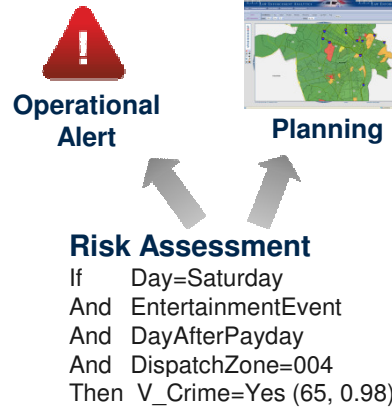 Operational
Alert
Planning
Risk Assessment
If Day=Saturday
And EntertainmentEvent
And DayAfterPayday
And DispatchZone=004
Then V_Crime=Yes (65, 0.98)